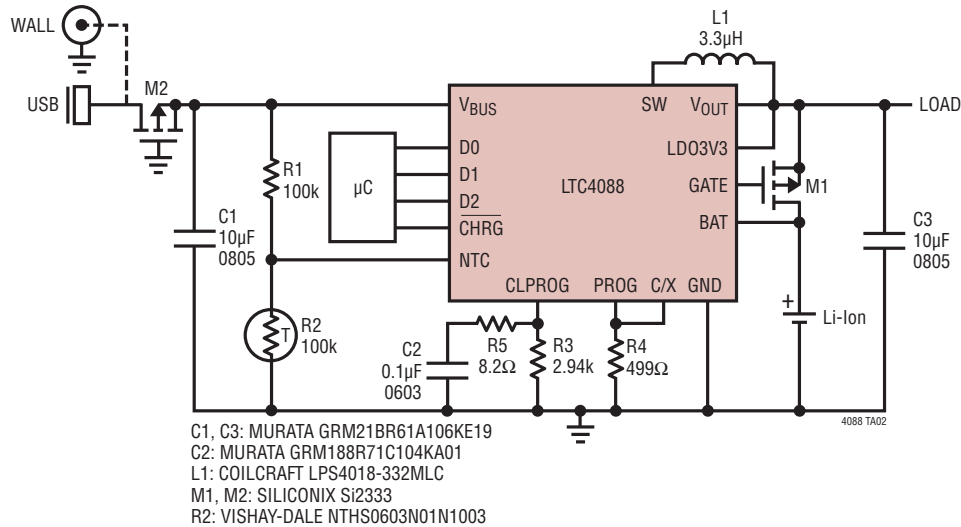 WALL
USB
M2
L1
3.3µH
VBUS
SW
VOUT
LOAD
D0
LDO3V3
D1
D2
CHRG
GATE
BAT
LTC4088
µC
M1
R1
100k
C1
10µF
0805
C3
10µF
0805
NTC
CLPROG
PROG
C/X
GND
T
R2
100k
C2
0.1µF
0603
R5
8.2Ω
R3
2.94k
R4
499Ω
+
Li-Ion
4088 TA02
C1, C3: MURATA GRM21BR61A106KE19
C2: MURATA GRM188R71C104KA01
L1: COILCRAFT LPS4018-332MLC
M1, M2: SILICONIX Si2333
R2: VISHAY-DALE NTHS0603N01N1003